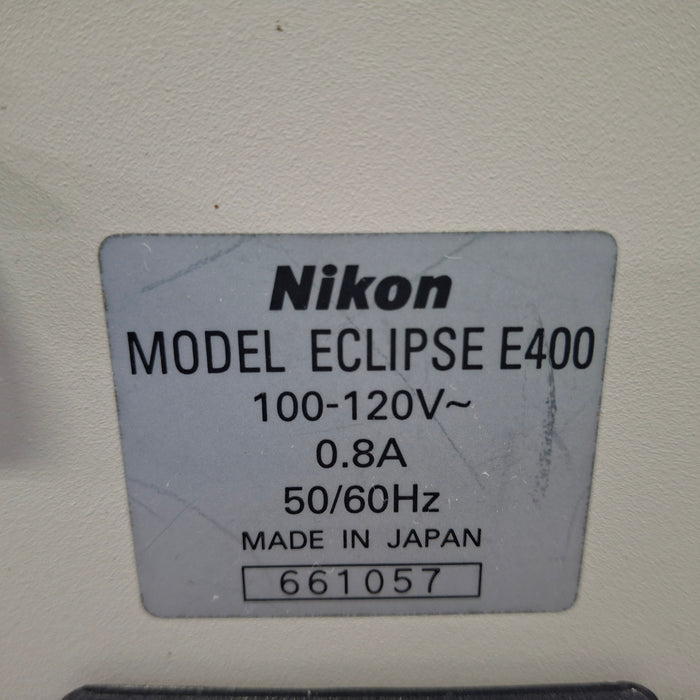 Nikon
MODEL ECLIPSE E400
100-120V~
0.8A
50/60Hz
MADE IN JAPAN
661057